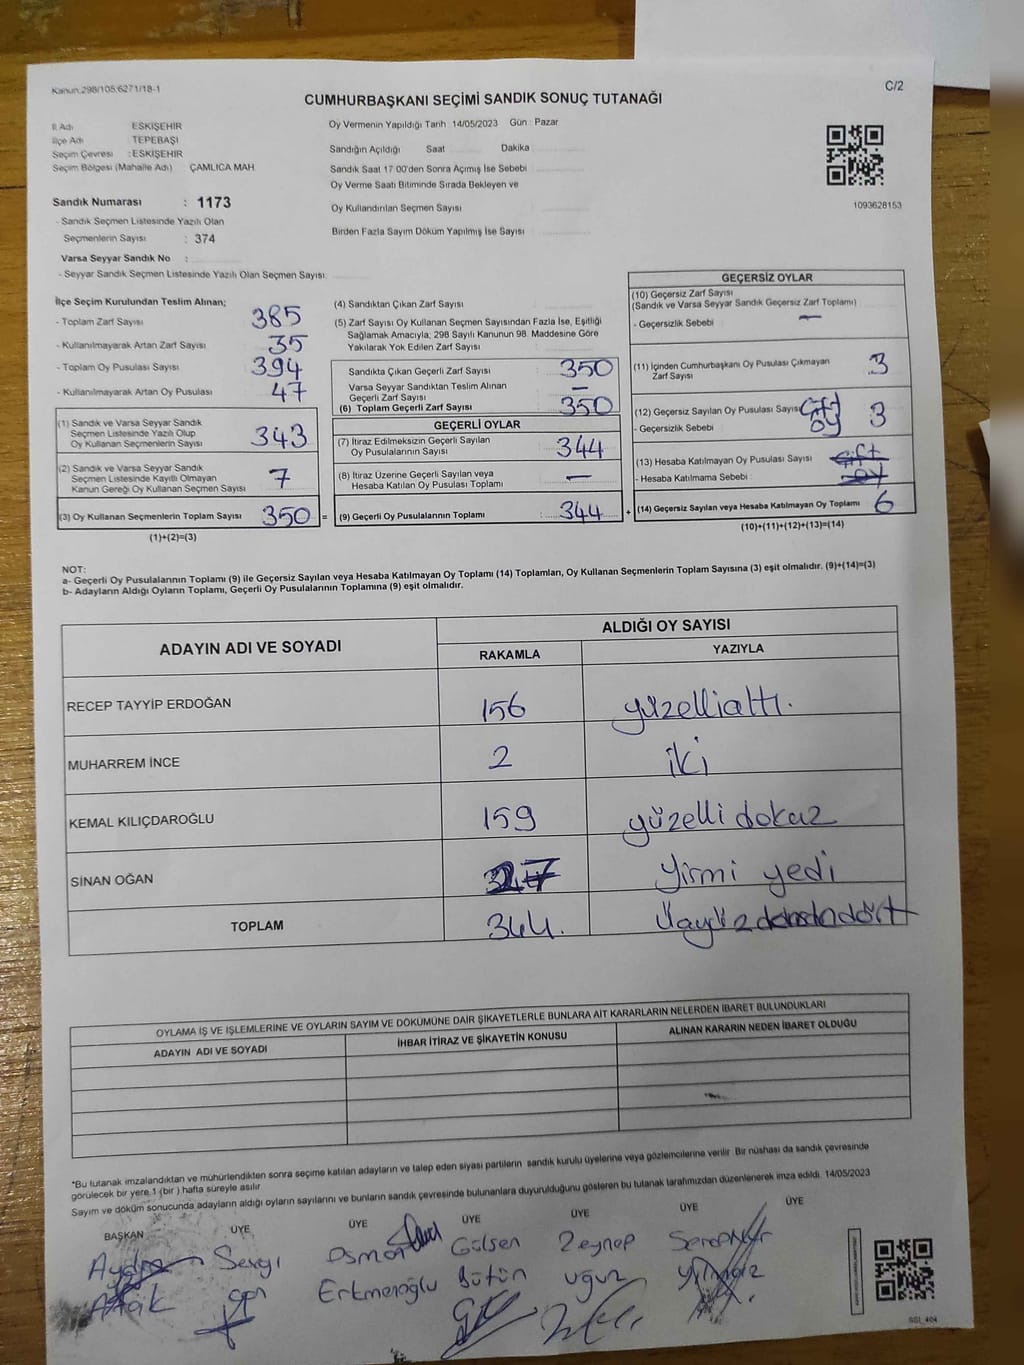 Kanun.298/105.6271/18-1
C/2
CUMHURBAŞKANI SEÇİMİ SANDIK SONUÇ TUTANAĞI
İl Adı ESKİŞEHİR
İlçe Adı TEPEBAŞI
Seçim Çevresi : ESKİŞEHİR
Seçim Bölgesi (Mahalle Adı) ÇAMLICA MAH
Sandık Numarası : 1173
- Sandık Seçmen Listesinde Yazılı Olan
Seçmenlerin Sayısı : 374
Varsa Seyyar Sandık No :
- Seyyar Sandık Seçmen Listesinde Yazılı Olan Seçmen Sayısı
Oy Vermenin Yapıldığı Tarih 14/05/2023 Gün : Pazar
Sandığın Açıldığı Saat Dakika
Sandık Saat 17.00'den Sonra Açımış İse Sebebi
Oy Verme Saati Bitiminde Sırada Bekleyen ve
Oy Kullandırılan Seçmen Sayısı
Birden Fazla Sayım Döküm Yapılmış İse Sayısı
1093628153
İlçe Seçim Kurulundan Teslim Alınan;
- Toplam Zarf Sayısı 385
- Kullanılmayarak Artan Zarf Sayısı 35
- Toplam Oy Pusulası Sayısı 394
- Kullanılmayarak Artan Oy Pusulası 47
(1) Sandık ve Varsa Seyyar Sandık
Seçmen Listesinde Yazılı Olup
Oy Kullanan Seçmenlerin Sayısı 343
(2) Sandık ve Varsa Seyyar Sandık
Seçmen Listesinde Kayıtlı Olmayan
Kanun Gereği Oy Kullanan Seçmen Sayısı 7
(3) Oy Kullanan Seçmenlerin Toplam Sayısı 350 =
(1)+(2)=(3)
(4) Sandıktan Çıkan Zarf Sayısı
(5) Zarf Sayısı Oy Kullanan Seçmen Sayısından Fazla İse, Eşitliği
Sağlamak Amacıyla; 298 Sayılı Kanunun 98. Maddesine Göre
Yakılarak Yok Edilen Zarf Sayısı
Sandıkta Çıkan Geçerli Zarf Sayısı : 350
Varsa Seyyar Sandıktan Teslim Alınan
Geçerli Zarf Sayısı : —
(6) Toplam Geçerli Zarf Sayısı 350
GEÇERLİ OYLAR
(7) İtiraz Edilmeksizin Geçerli Sayılan
Oy Pusulalarının Sayısı : 344
(8) İtiraz Üzerine Geçerli Sayılan veya
Hesaba Katılan Oy Pusulası Toplamı : —
(9) Geçerli Oy Pusulalarının Toplamı : 344 +
GEÇERSİZ OYLAR
(10) Geçersiz Zarf Sayısı
(Sandık ve Varsa Seyyar Sandık Geçersiz Zarf Toplamı)
- Geçersizlik Sebebi : —
(11) İçinden Cumhurbaşkanı Oy Pusulası Çıkmayan
Zarf Sayısı 3
(12) Geçersiz Sayılan Oy Pusulası Sayısı Çift 3
- Geçersizlik Sebebi : oy
(13) Hesaba Katılmayan Oy Pusulası Sayısı Çift
- Hesaba Katılmama Sebebi : oy
(14) Geçersiz Sayılan veya Hesaba Katılmayan Oy Toplamı 6
(10)+(11)+(12)+(13)=(14)
NOT:
a- Geçerli Oy Pusulalarının Toplamı (9) ile Geçersiz Sayılan veya Hesaba Katılmayan Oy Toplamı (14) Toplamları, Oy Kullanan Seçmenlerin Toplam Sayısına (3) eşit olmalıdır. (9)+(14)=(3)
b- Adayların Aldığı Oyların Toplamı, Geçerli Oy Pusulalarının Toplamına (9) eşit olmalıdır.
ADAYIN ADI VE SOYADI ALDIĞI OY SAYISI
RAKAMLA YAZIYLA
RECEP TAYYİP ERDOĞAN 156 yüzellialtı.
MUHARREM İNCE 2 iki
KEMAL KILIÇDAROĞLU 159 yüzelli dokuz
SİNAN OĞAN 27 yirmi yedi
TOPLAM 344.
OYLAMA İŞ VE İŞLEMLERİNE VE OYLARIN SAYIM VE DÖKÜMÜNE DAİR ŞİKAYETLERLE BUNLARA AİT KARARLARIN NELERDEN İBARET BULUNDUKLARI
ADAYIN ADI VE SOYADI İHBAR İTİRAZ VE ŞİKAYETİN KONUSU ALINAN KARARIN NEDEN İBARET OLDUĞU
*Bu tutanak imzalandıktan ve mühürlendikten sonra seçime katılan adayların ve talep eden siyasi partilerin sandık kurulu üyelerine veya gözlemcilerine verilir. Bir nüshası da sandık çevresinde
görülecek bir yere 1 (bir) hafta süreyle asılır.
Sayım ve döküm sonucunda adayların aldığı oyların sayılarını ve bunların sandık çevresinde bulunanlara duyurulduğunu gösteren bu tutanak tarafımızdan düzenlenerek imza edildi. 14/05/2023
BAŞKAN ÜYE ÜYE ÜYE ÜYE ÜYE ÜYE
Sevgi Osman Gülsen Zeynep
Ertmenoğlu Bütün Uğuz Yılmaz